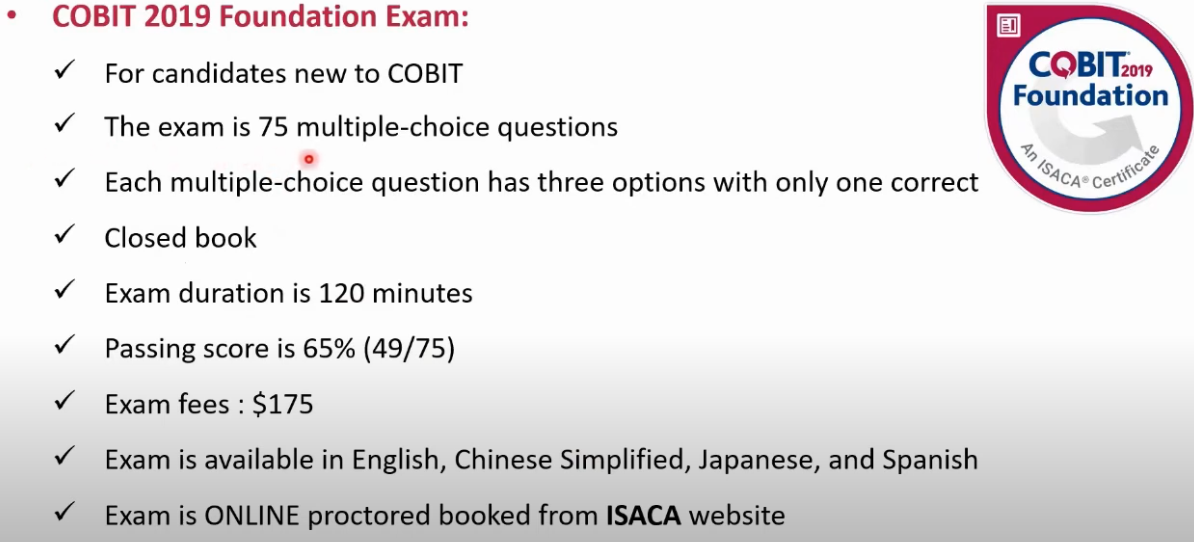 • COBIT 2019 Foundation Exam:
✓ For candidates new to COBIT
✓ The exam is 75 multiple-choice questions
✓ Each multiple-choice question has three options with only one correct
✓ Closed book
✓ Exam duration is 120 minutes
✓ Passing score is 65% (49/75)
✓ Exam fees : $175
✓ Exam is available in English, Chinese Simplified, Japanese, and Spanish
✓ Exam is ONLINE proctored booked from ISACA website
COBIT® 2019
Foundation
An ISACA® Certificate